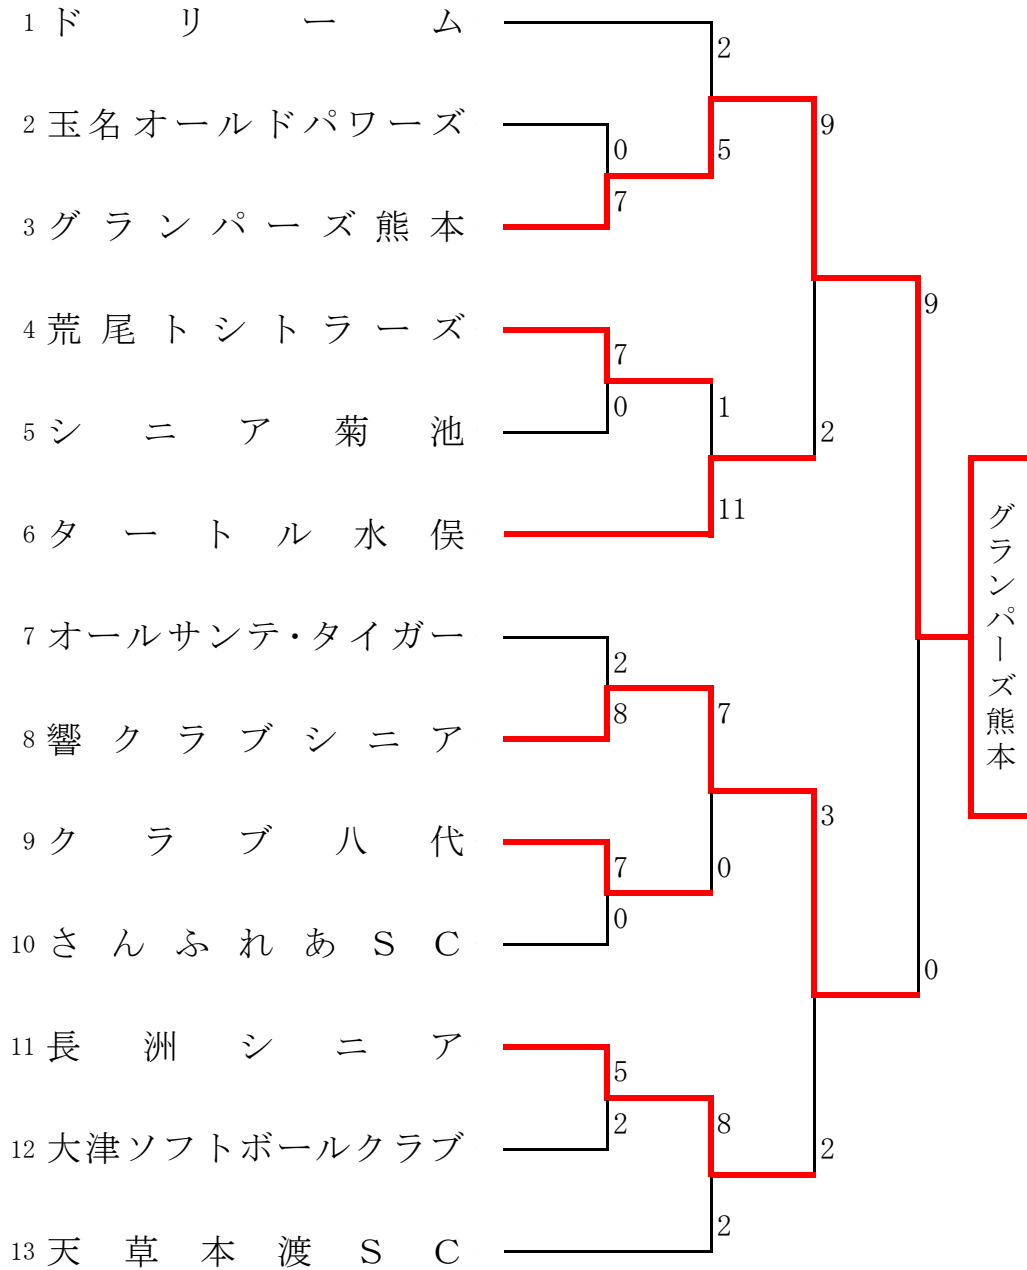 1 ドリーム
2
2 玉名オールドパワーズ
9
0
5
7
3 グランパーズ熊本
9
4 荒尾トシトラーズ
7
0
1
2
5 シニア菊池
11
6 タートル水俣
グランパーズ熊本
7 オールサンテ・タイガー
2
8
7
8 響クラブシニア
3
9 クラブ八代
7
0
0
10 さんふれあSC
0
11 長洲シニア
5
2
8
2
12 大津ソフトボールクラブ
2
13 天草本渡SC